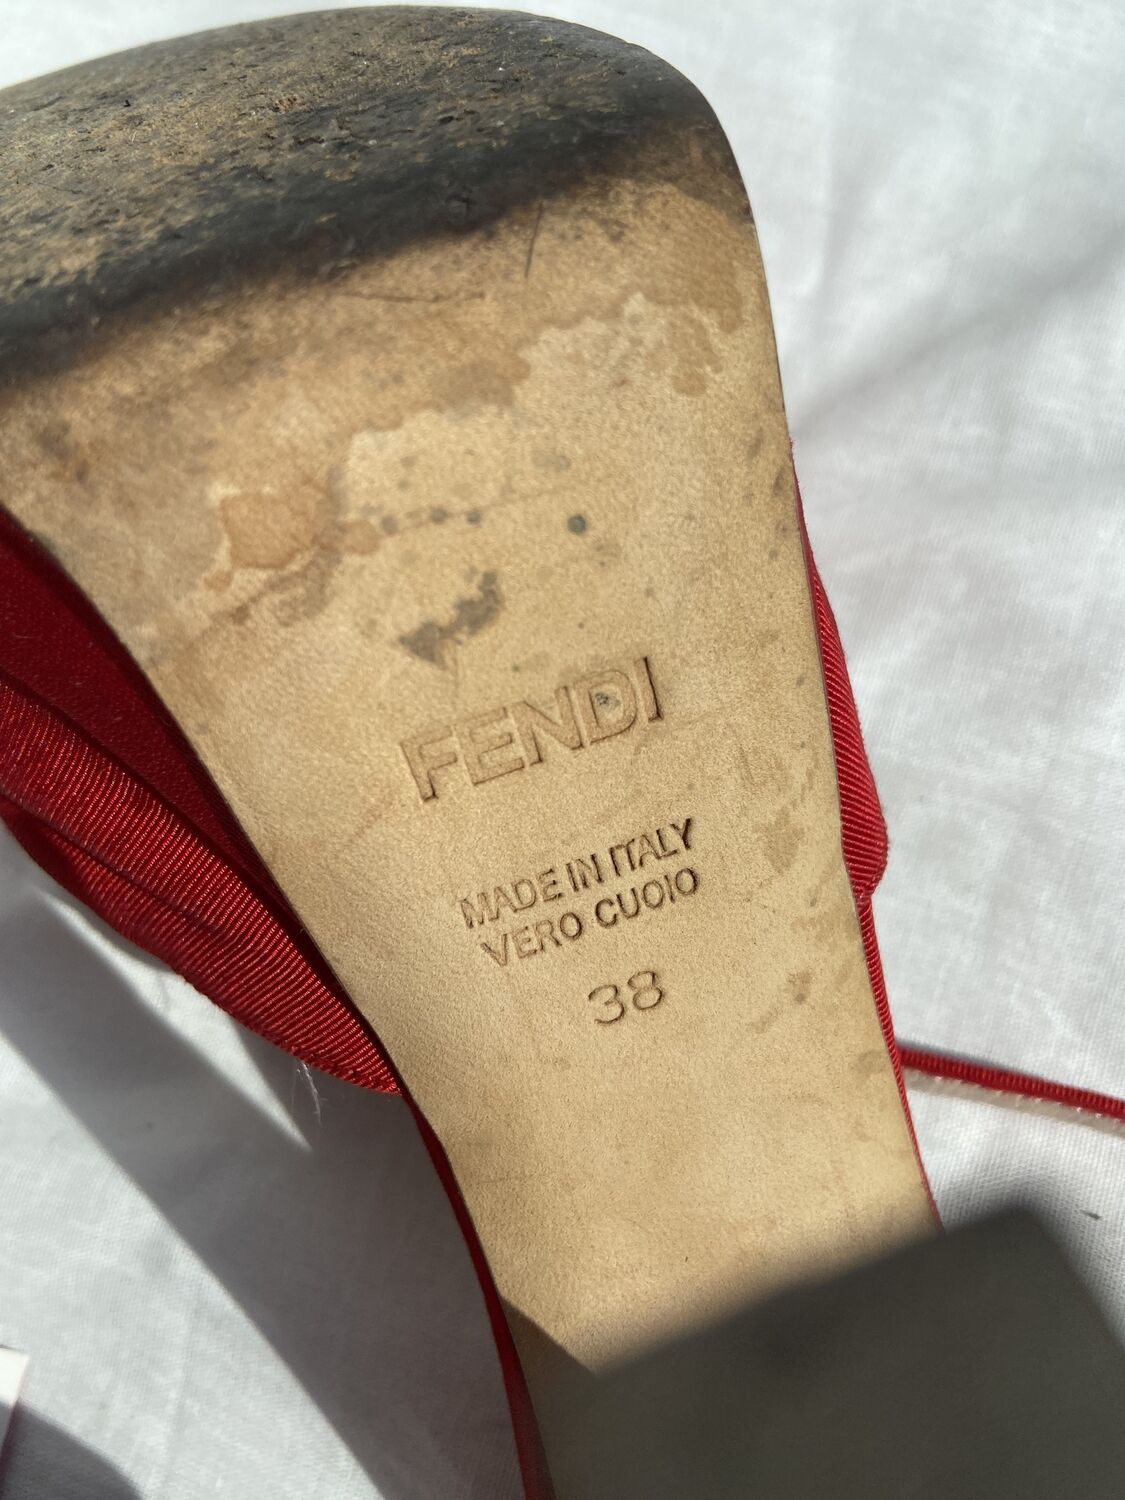 FENDI
MADE IN ITALY
VERO CUOIO
38